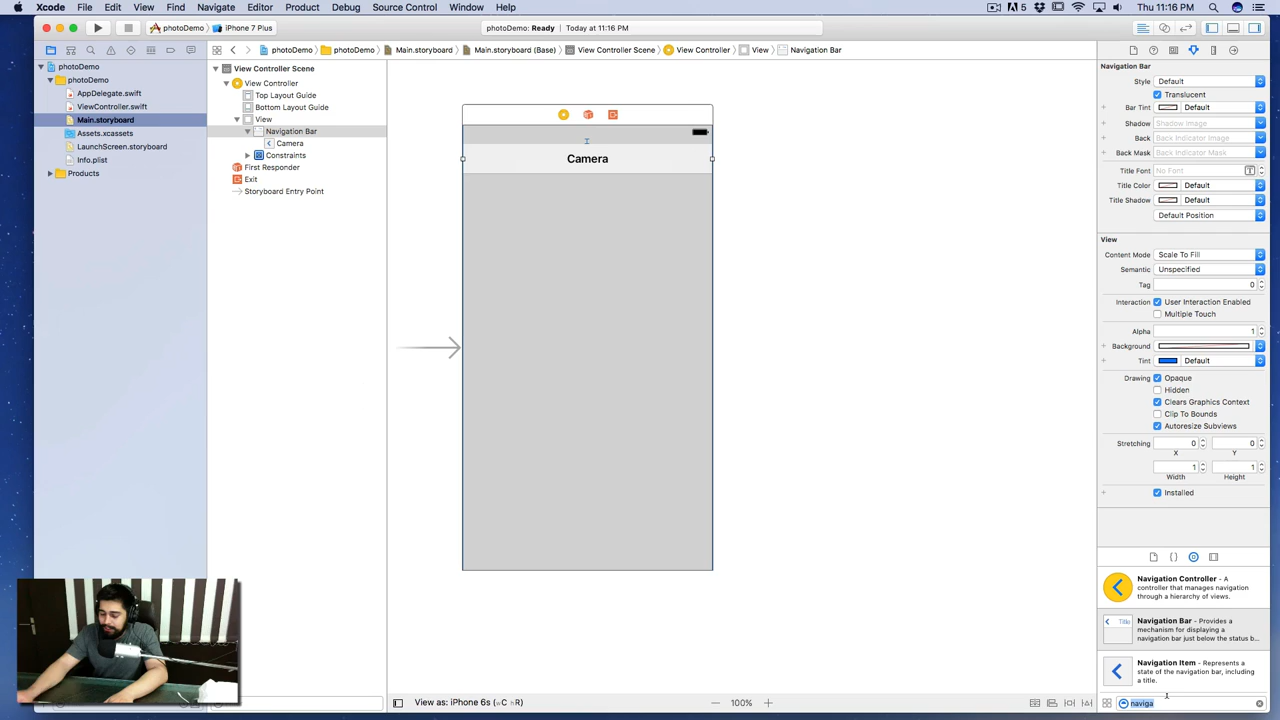 Xcode File Edit View Find Navigate Editor Product Debug Source Control Window Help
5 Thu 11:16 PM
photoDemo iPhone 7 Plus
photoDemo: Ready Today at 11:16 PM
photoDemo photoDemo Main.storyboard Main.storyboard (Base) View Controller Scene View Controller View Navigation Bar
photoDemo
photoDemo
AppDelegate.swift
ViewController.swift
Main.storyboard
Assets.xcassets
LaunchScreen.storyboard
Info.plist
Products
View Controller Scene
View Controller
Top Layout Guide
Bottom Layout Guide
View
Navigation Bar
Camera
Constraints
First Responder
Exit
Storyboard Entry Point
Camera
View as: iPhone 6s (wC hR)
100%
Navigation Bar
Style Default
Translucent
Bar Tint Default
Shadow Shadow Image
Back Back Indicator Image
Back Mask Back Indicator Mask
Title Font No Font
Title Color Default
Title Shadow Default
Default Position
View
Content Mode Scale To Fill
Semantic Unspecified
Tag 0
Interaction User Interaction Enabled
Multiple Touch
Alpha 1
Background
Tint Default
Drawing Opaque
Hidden
Clears Graphics Context
Clip To Bounds
Autoresize Subviews
Stretching 0 0
X Y
1 1
Width Height
Installed
Navigation Controller - A
controller that manages navigation
through a hierarchy of views.
Title
Navigation Bar - Provides a
mechanism for displaying a
navigation bar just below the status b...
Navigation Item - Represents a
state of the navigation bar, including
a title.
naviga